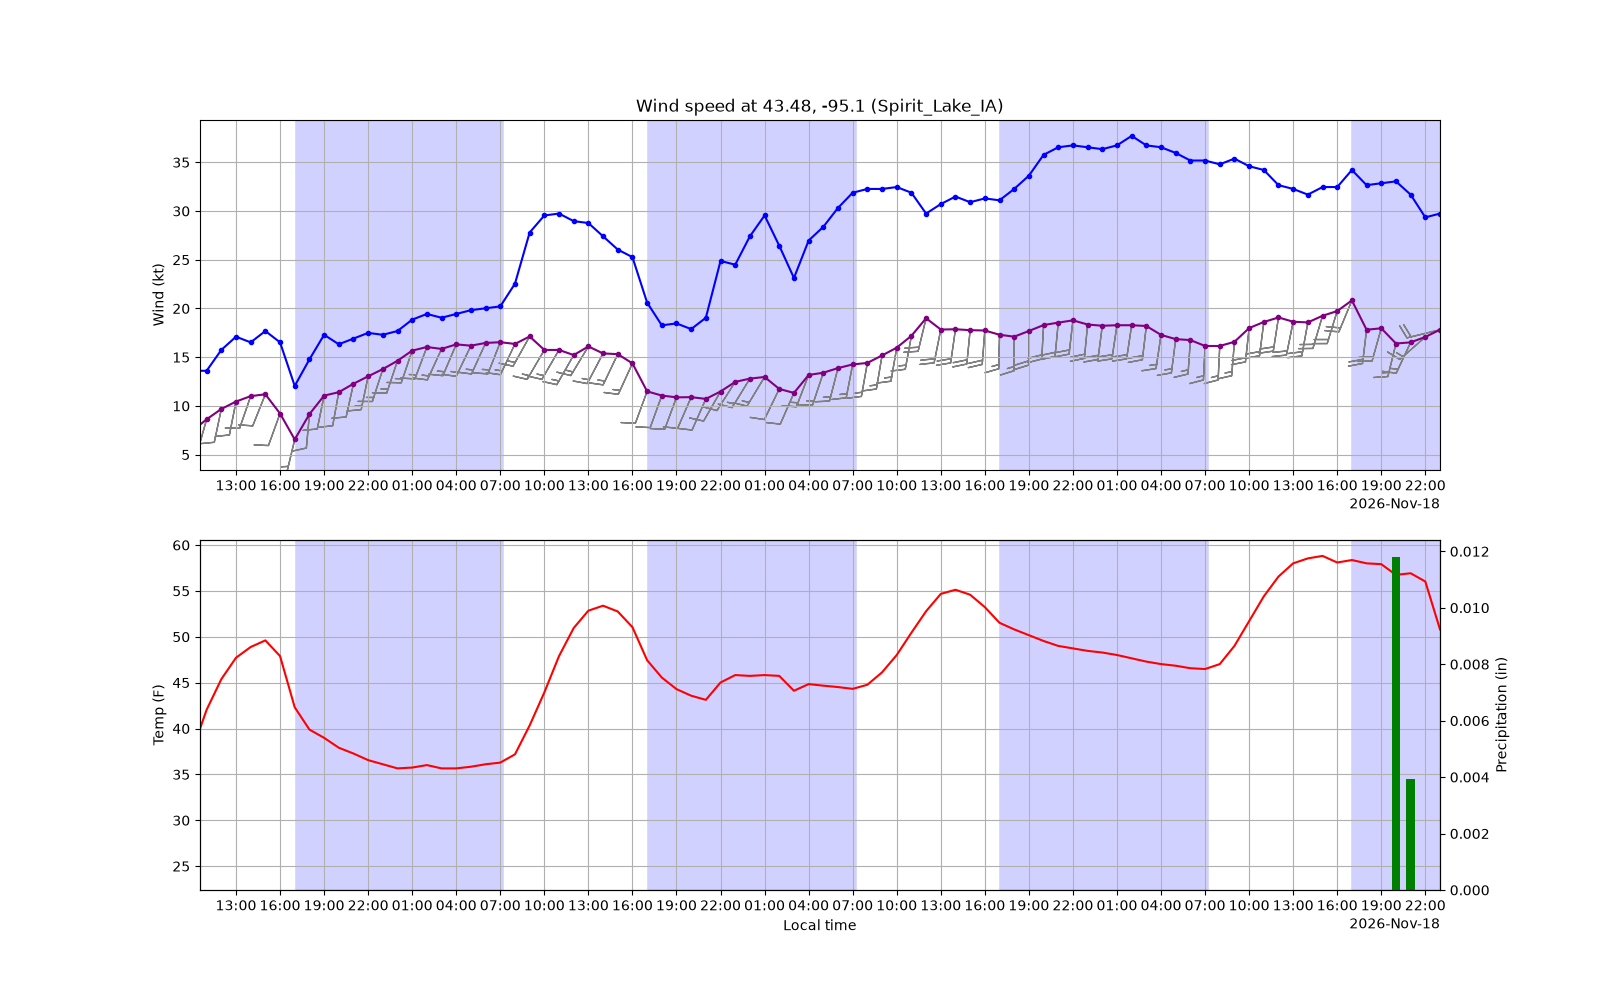 Wind speed at 43.48, -95.1 (Spirit_Lake_IA)
Wind (kt)
35
30
25
20
15
10
5
13:00 16:00 19:00 22:00 01:00 04:00 07:00 10:00 13:00 16:00 19:00 22:00 01:00 04:00 07:00 10:00 13:00 16:00 19:00 22:00 01:00 04:00 07:00 10:00 13:00 16:00 19:00 22:00
2026-Nov-18
Temp (F)
60
55
50
45
40
35
30
25
Precipitation (in)
0.012
0.010
0.008
0.006
0.004
0.002
0.000
13:00 16:00 19:00 22:00 01:00 04:00 07:00 10:00 13:00 16:00 19:00 22:00 01:00 04:00 07:00 10:00 13:00 16:00 19:00 22:00 01:00 04:00 07:00 10:00 13:00 16:00 19:00 22:00
Local time
2026-Nov-18